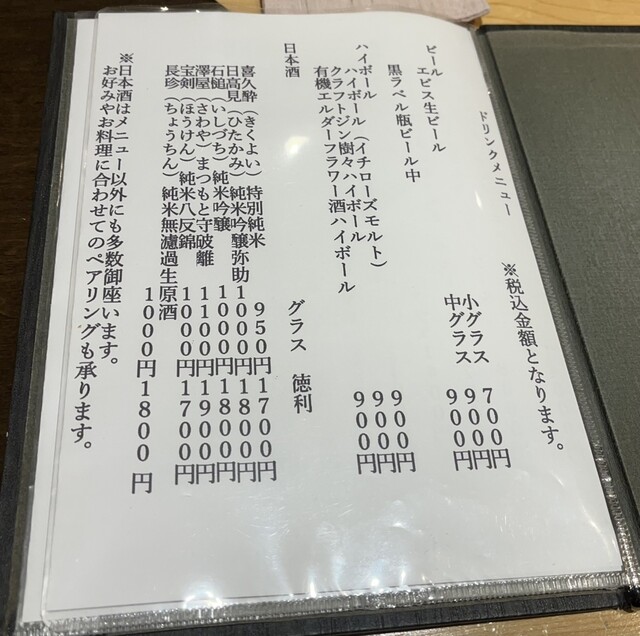 ドリンクメニュー
※税込金額となります。
ビール
エビス生ビール
小グラス 700円
中グラス 900円
黒ラベル瓶ビール中 900円
ハイボール
ハイボール(イチローズモルト) 900円
クラフトジン樹々ハイボール 900円
有機エルダーフラワー酒ハイボール 900円
日本酒
グラス 徳利
喜久酔(きくよい)特別純米 950円 1700円
日高見(ひたかみ)純米吟醸弥助 1000円 1800円
石槌(いしづち)純米吟醸 1000円 1800円
澤屋(さわや)まつもと守破離 1100円 1900円
宝剣(ほうけん)純米八反錦 1000円 1700円
長珍(ちょうちん)純米無濾過生原酒 1000円 1800円
※日本酒はメニュー以外にも多数御座います。
お好みやお料理に合わせてのペアリングも承ります。